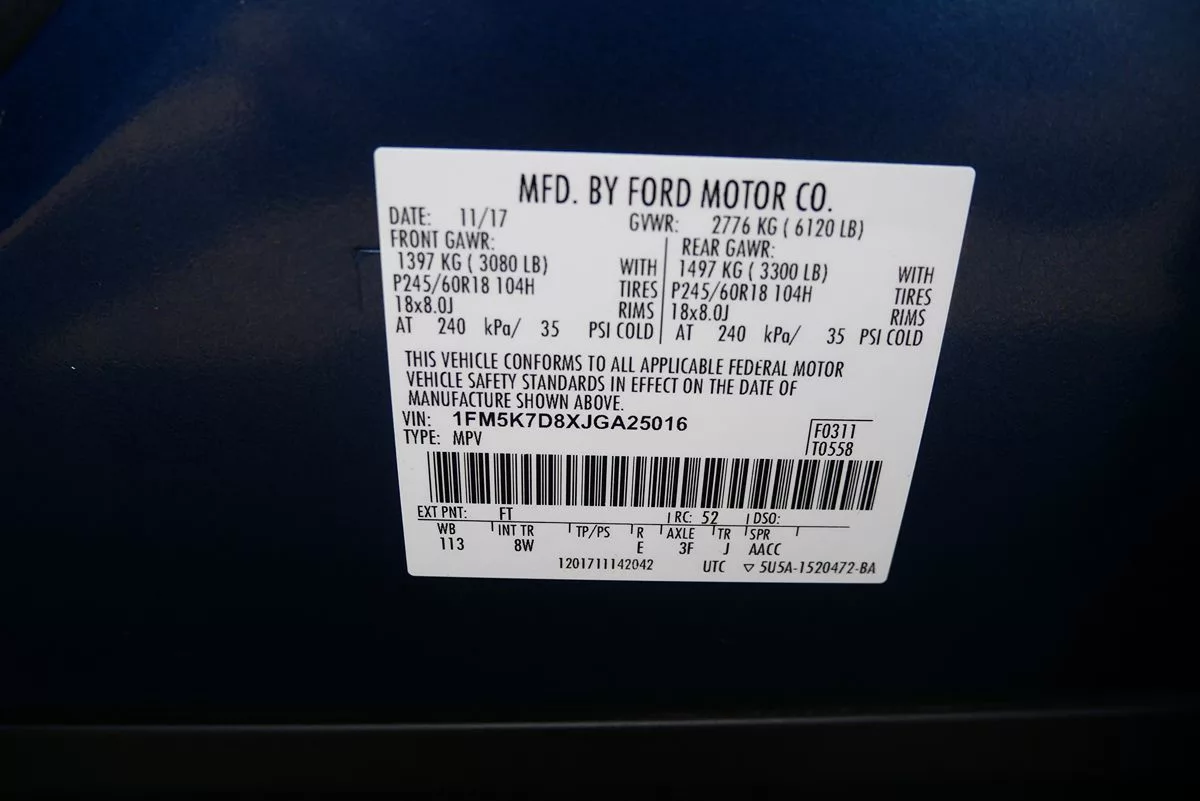 MFD. BY FORD MOTOR CO.
DATE: 11/17 GVWR: 2776 KG ( 6120 LB)
FRONT GAWR: REAR GAWR:
1397 KG ( 3080 LB) WITH 1497 KG ( 3300 LB) WITH
P245/60R18 104H TIRES P245/60R18 104H TIRES
18x8.0J RIMS 18x8.0J RIMS
AT 240 kPa/ 35 PSI COLD AT 240 kPa/ 35 PSI COLD
THIS VEHICLE CONFORMS TO ALL APPLICABLE FEDERAL MOTOR
VEHICLE SAFETY STANDARDS IN EFFECT ON THE DATE OF
MANUFACTURE SHOWN ABOVE.
VIN: 1FM5K7D8XJGA25016
F0311
TYPE: MPV
T0558
EXT PNT: FT RC: 52 DSO:
WB INT TR TP/PS R AXLE TR SPR
113 8W E 3F J AACC
1201711142042 UTC ▽ 5U5A-1520472-BA